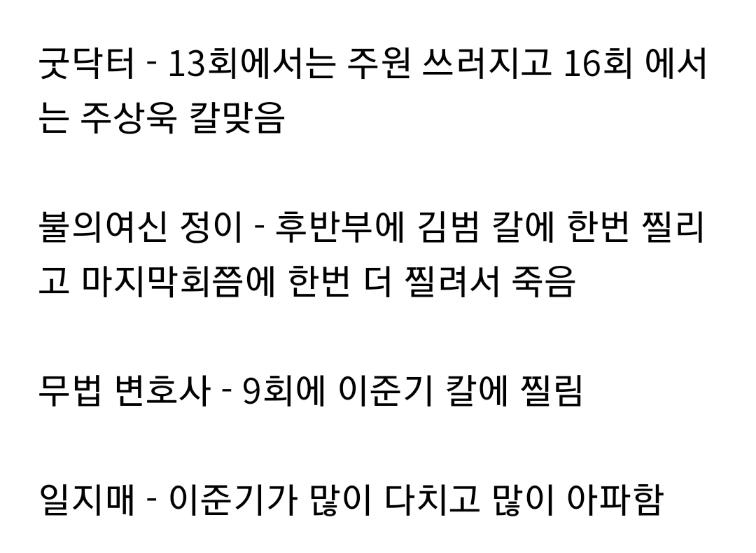 굿닥터 - 13회에서는 주원 쓰러지고 16회 에서
는 주상욱 칼맞음
불의여신 정이 - 후반부에 김범 칼에 한번 찔리
고 마지막회쯤에 한번 더 찔려서 죽음
무법 변호사 - 9회에 이준기 칼에 찔림
일지매 - 이준기가 많이 다치고 많이 아파함